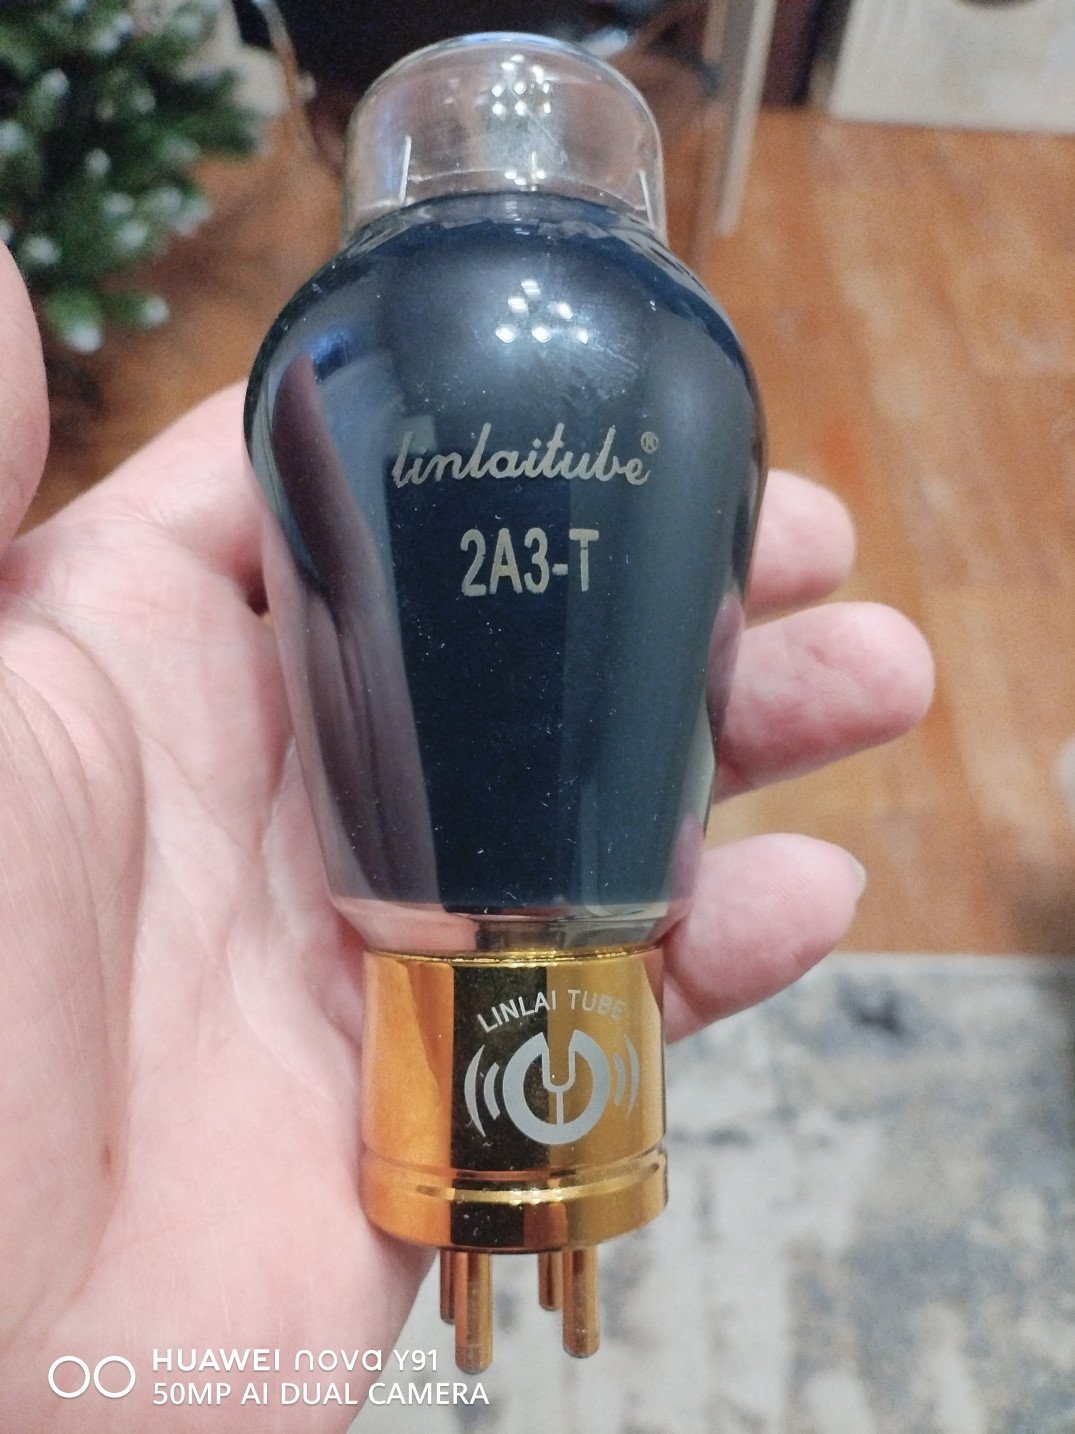 linlaitube®
2A3-T
LINLAI TUBE
HUAWEI nova Y91
50MP AI DUAL CAMERA